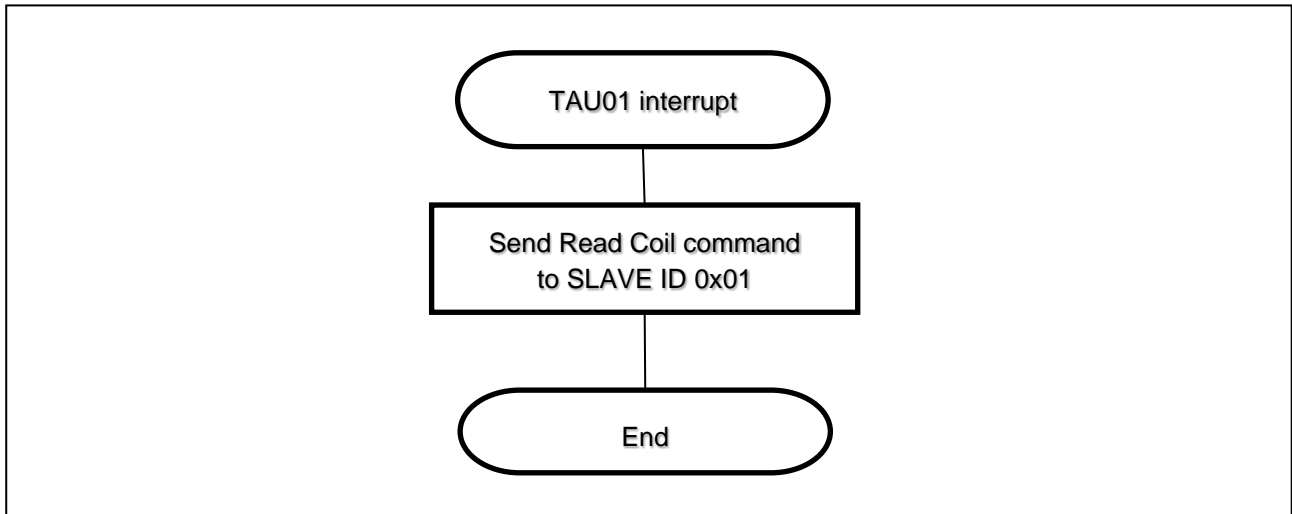 TAU01 interrupt
Send Read Coil command
to SLAVE ID 0x01
End